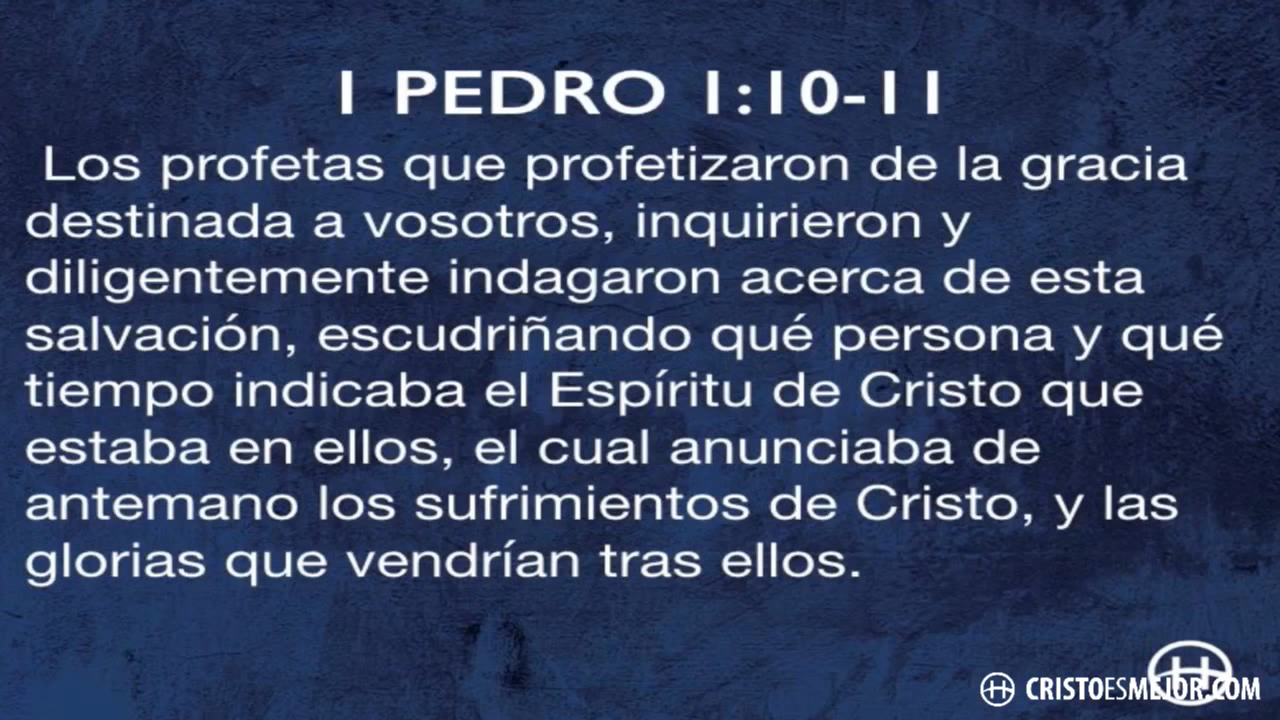 1 PEDRO 1:10-11
Los profetas que profetizaron de la gracia
destinada a vosotros, inquirieron y
diligentemente indagaron acerca de esta
salvación, escudriñando qué persona y qué
tiempo indicaba el Espíritu de Cristo que
estaba en ellos, el cual anunciaba de
antemano los sufrimientos de Cristo, y las
glorias que vendrían tras ellos.
CRISTOESMEJOR.COM